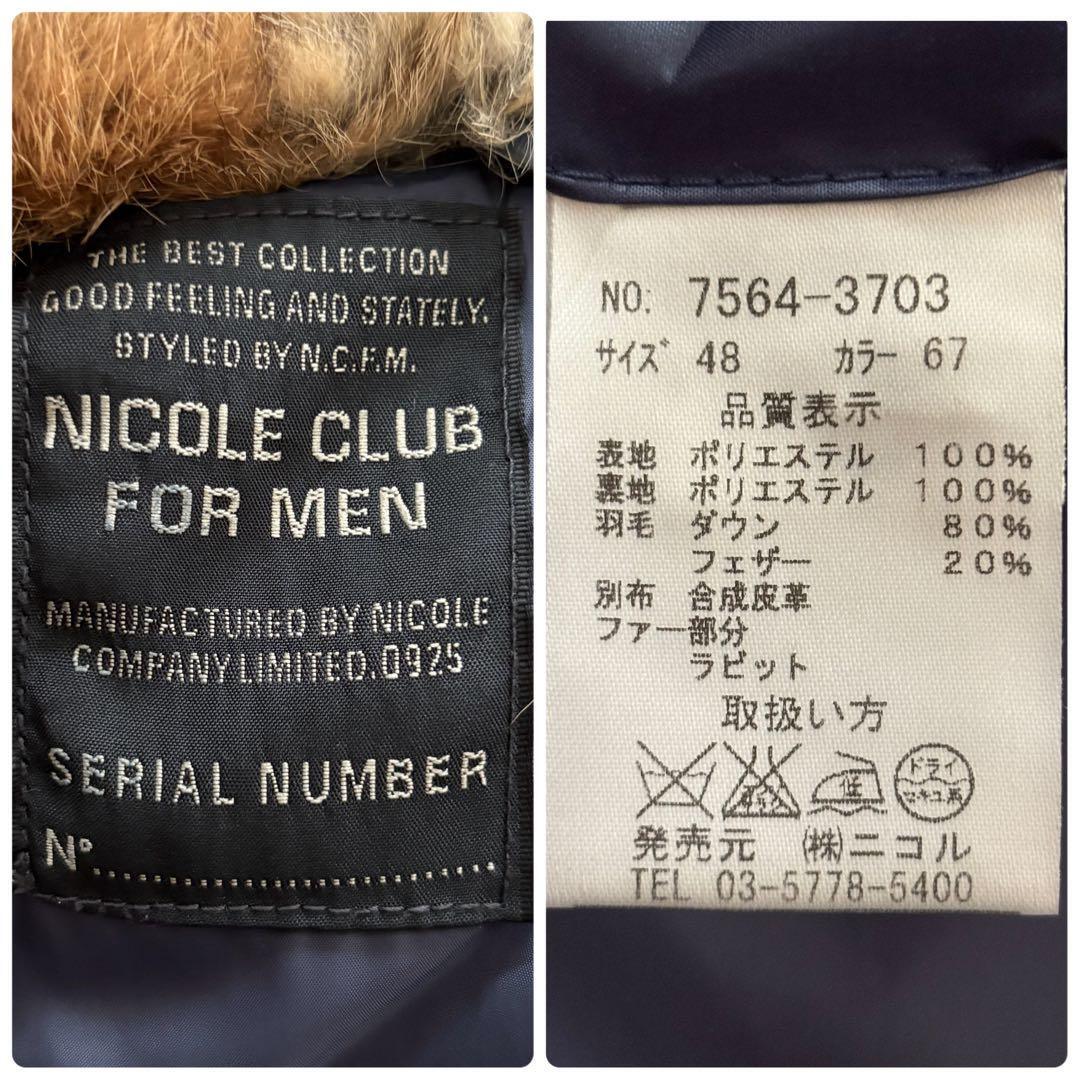 THE BEST COLLECTION
GOOD FEELING AND STATELY.
STYLED BY N.C.F.M.
NICOLE CLUB
FOR MEN
MANUFACTURED BY NICOLE
COMPANY LIMITED.0925
SERIAL NUMBER
N°
NO: 7564-3703
サイズ 48 カラー 67
品質表示
表地 ポリエステル 100%
裏地 ポリエステル 100%
羽毛 ダウン 80%
フェザー 20%
別布 合成皮革
ファー部分
ラビット
取扱い方
エンソ 低 ドライ
セキユ系
発売元 (株)ニコル
TEL 03-5778-5400